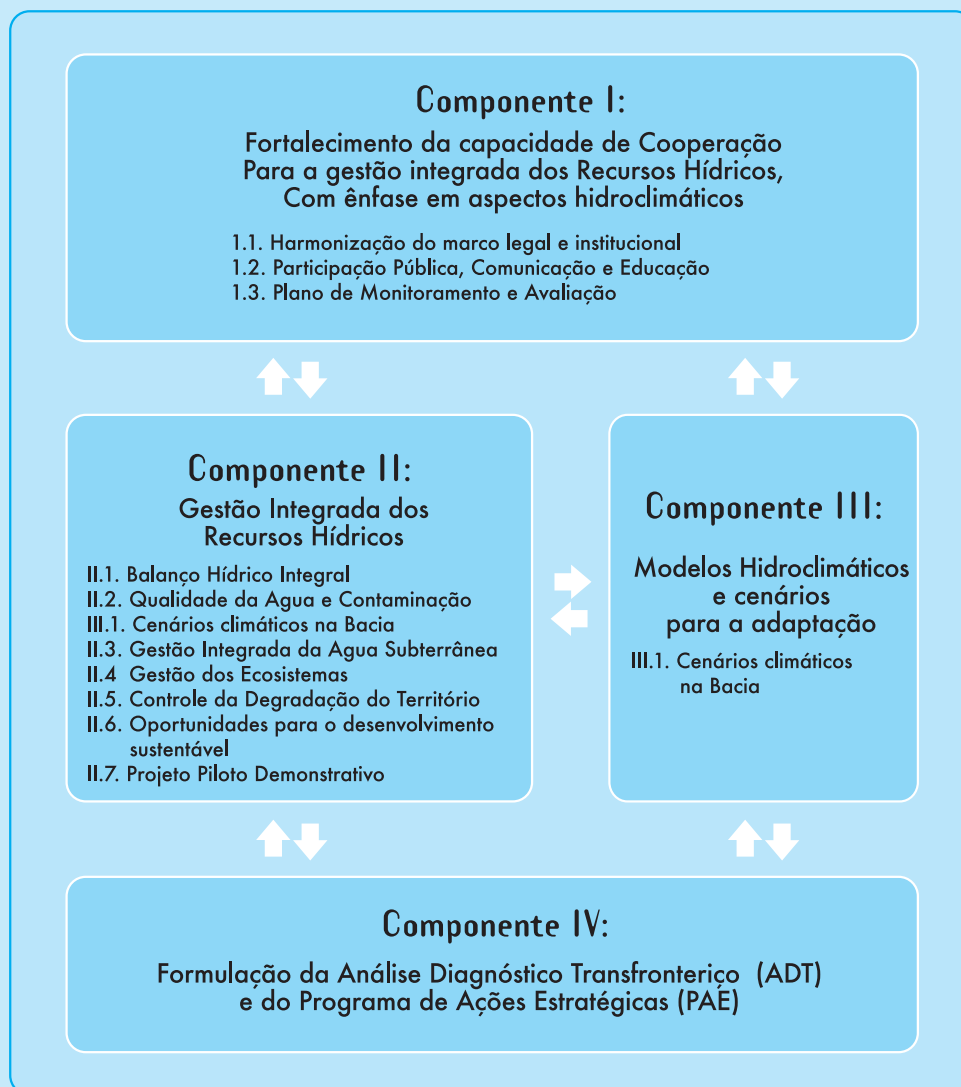 Componente I:
Fortalecimento da capacidade de Cooperação
Para a gestão integrada dos Recursos Hídricos,
Com ênfase em aspectos hidroclimáticos
1.1. Harmonização do marco legal e institucional
1.2. Participação Pública, Comunicação e Educação
1.3. Plano de Monitoramento e Avaliação
Componente II:
Gestão Integrada dos
Recursos Hídricos
II.1. Balanço Hídrico Integral
II.2. Qualidade da Agua e Contaminação
III.1. Cenários climáticos na Bacia
II.3. Gestão Integrada da Agua Subterrânea
II.4 Gestão dos Ecosistemas
II.5. Controle da Degradação do Território
II.6. Oportunidades para o desenvolvimento
sustentável
II.7. Projeto Piloto Demonstrativo
Componente III:
Modelos Hidroclimáticos
e cenários
para a adaptação
III.1. Cenários climáticos
na Bacia
Componente IV:
Formulação da Análise Diagnóstico Transfronteriço (ADT)
e do Programa de Ações Estratégicas (PAE)